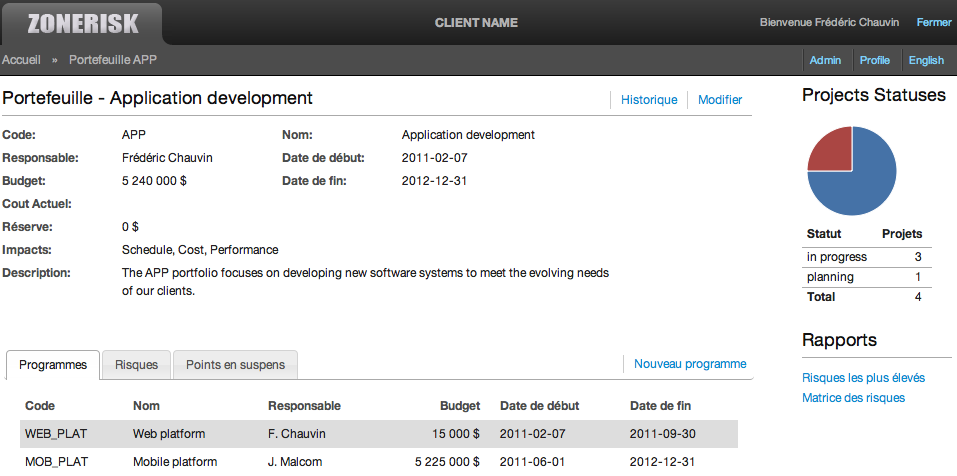 ZONERISK
CLIENT NAME
Bienvenue Frédéric Chauvin Fermer
Accueil » Portefeuille APP
Admin Profile English
Portefeuille - Application development
Historique Modifier
Code: APP Nom: Application development
Responsable: Frédéric Chauvin Date de début: 2011-02-07
Budget: 5 240 000 $ Date de fin: 2012-12-31
Cout Actuel:
Réserve: 0 $
Impacts: Schedule, Cost, Performance
Description: The APP portfolio focuses on developing new software systems to meet the evolving needs
of our clients.
Projects Statuses
Statut Projets
in progress 3
planning 1
Total 4
Rapports
Risques les plus élevés
Matrice des risques
Programmes Risques Points en suspens
Nouveau programme
Code Nom Responsable Budget Date de début Date de fin
WEB_PLAT Web platform F. Chauvin 15 000 $ 2011-02-07 2011-09-30
MOB_PLAT Mobile platform J. Malcom 5 225 000 $ 2011-06-01 2012-12-31